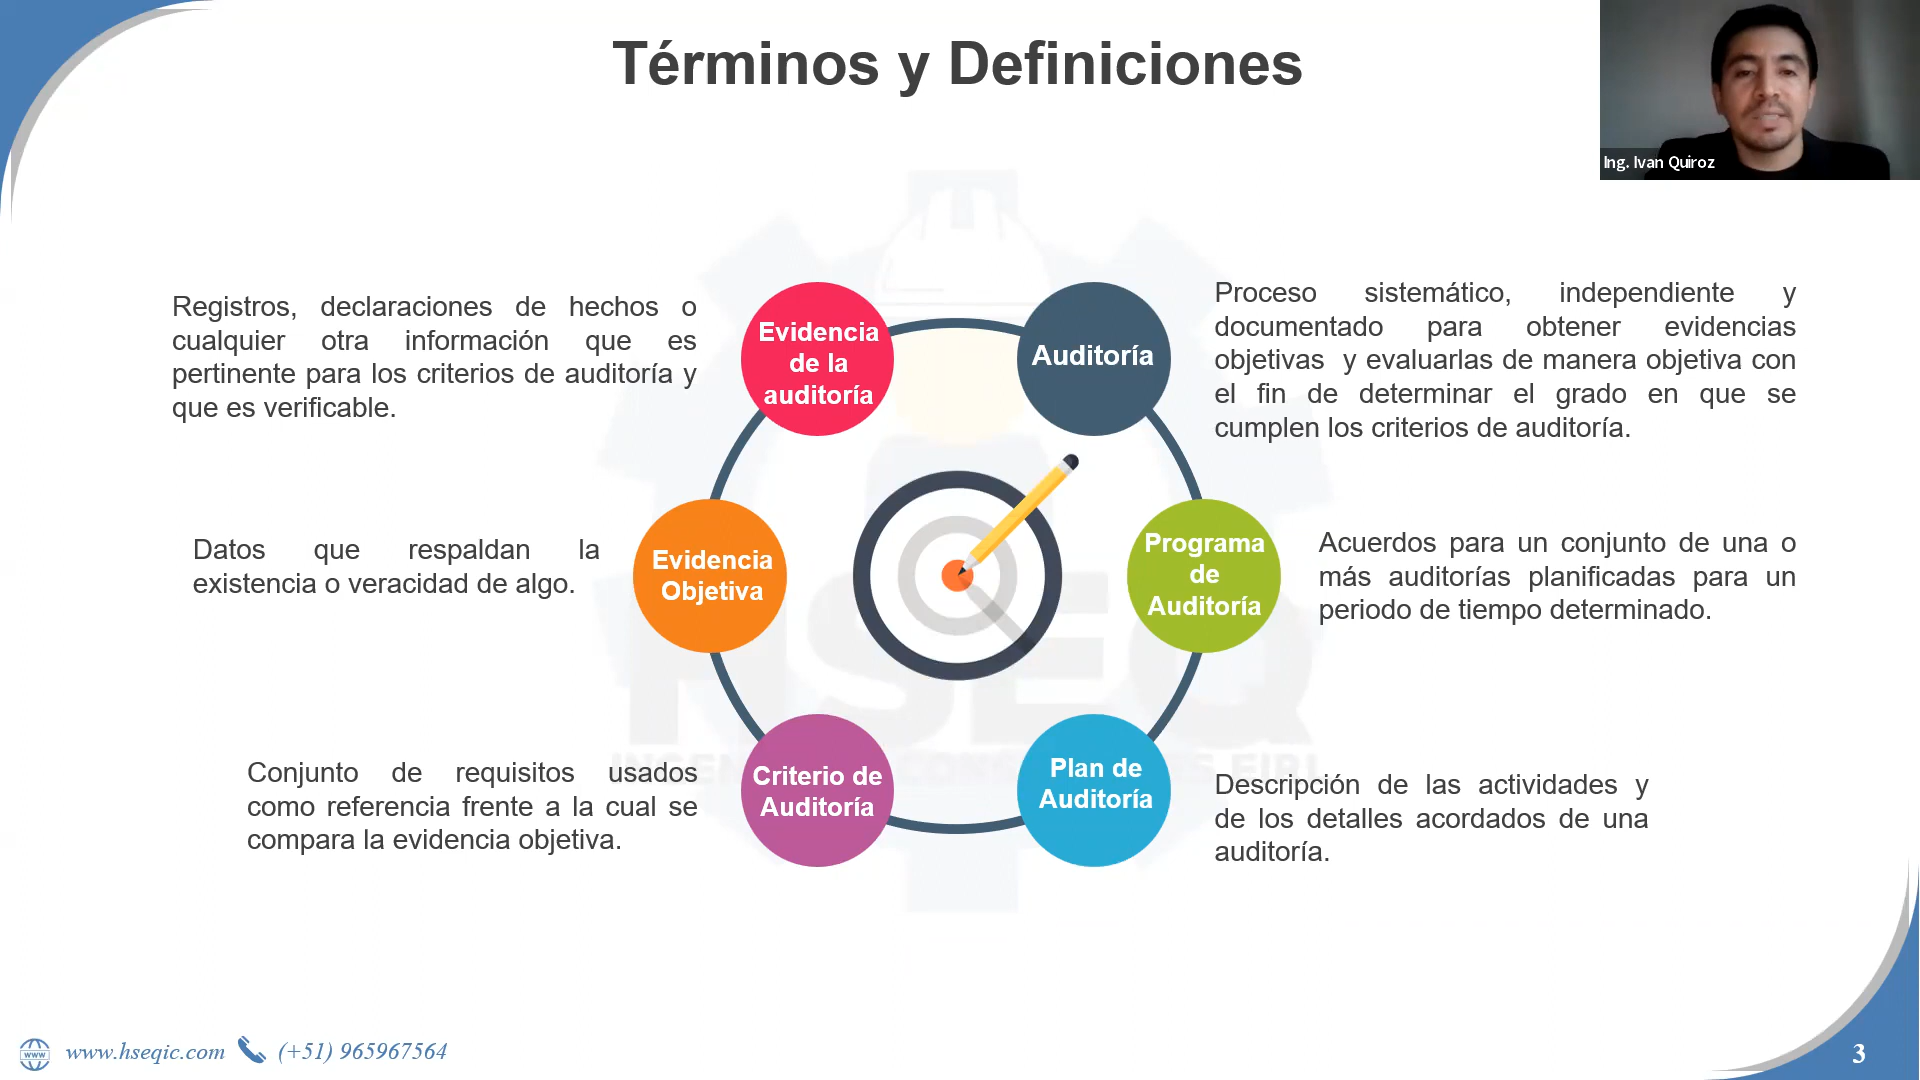 Términos y Definiciones
Ing. Ivan Quiroz
Registros, declaraciones de hechos o
cualquier otra información que es
pertinente para los criterios de auditoría y
que es verificable.
Evidencia
de la
auditoría
Auditoría
Proceso sistemático, independiente y
documentado para obtener evidencias
objetivas y evaluarlas de manera objetiva con
el fin de determinar el grado en que se
cumplen los criterios de auditoría.
Datos que respaldan la
existencia o veracidad de algo.
Evidencia
Objetiva
Programa
de
Auditoría
Acuerdos para un conjunto de una o
más auditorías planificadas para un
periodo de tiempo determinado.
HSEQ
Conjunto de requisitos usados
como referencia frente a la cual se
compara la evidencia objetiva.
Criterio de
Auditoría
Plan de
Auditoría
Descripción de las actividades y
de los detalles acordados de una
auditoría.
www
www.hseqic.com
(+51) 965967564
3